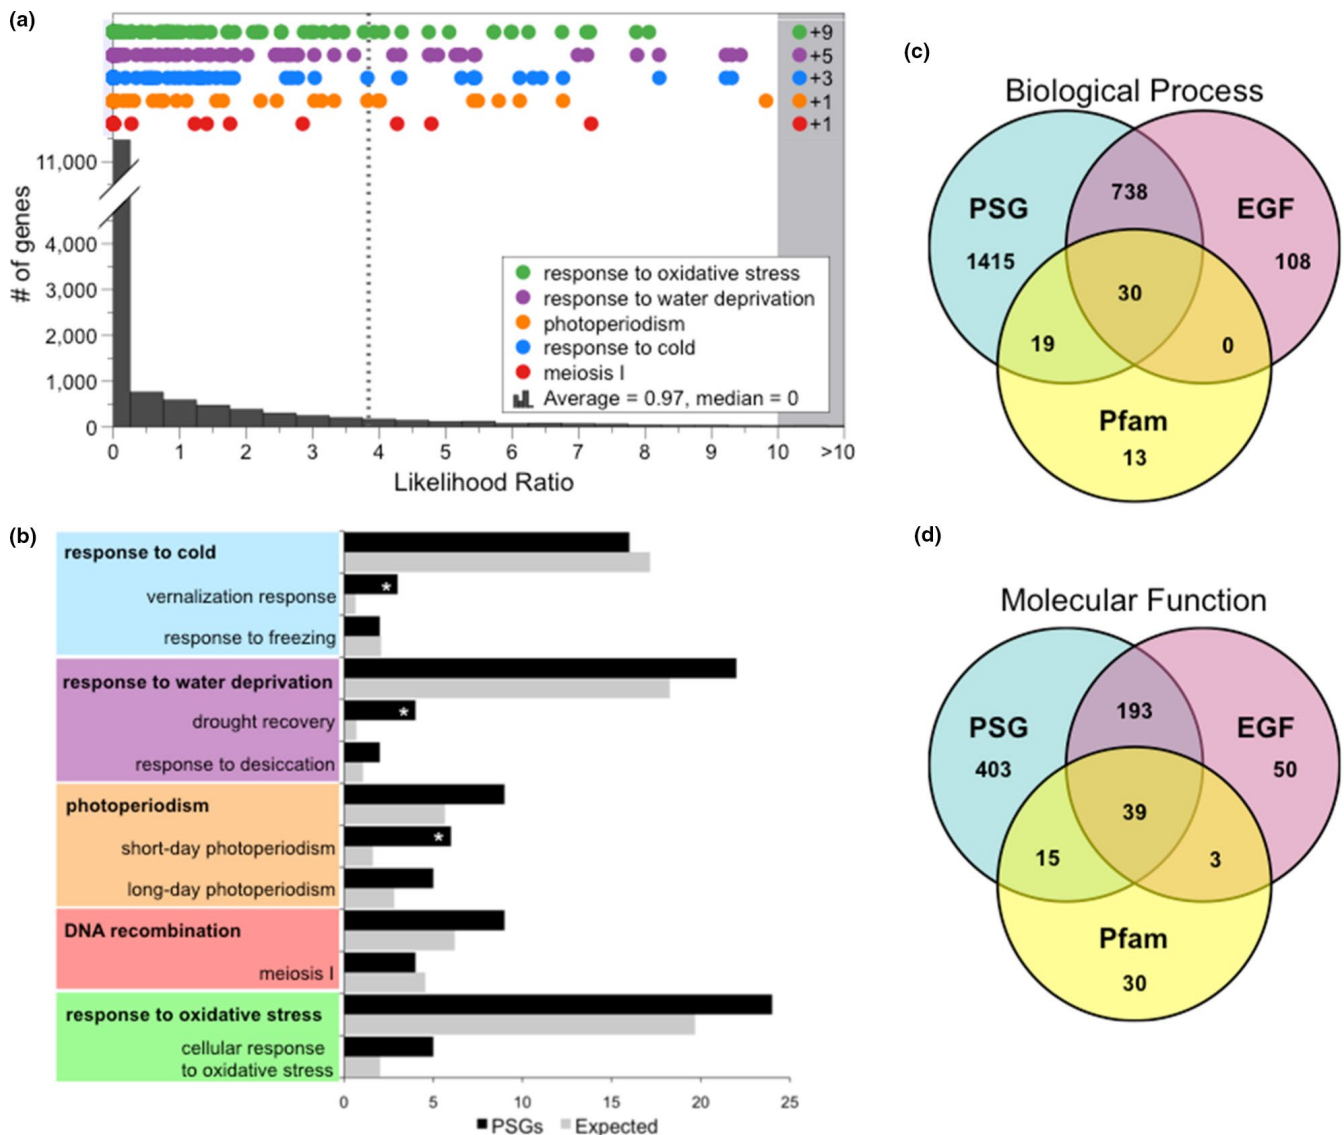 (a)
+9
+5
+3
+1
+1
# of genes
11,000
4,000
3,000
2,000
1,000
0
response to oxidative stress
response to water deprivation
photoperiodism
response to cold
meiosis I
Average = 0.97, median = 0
0 1 2 3 4 5 6 7 8 9 10 >10
Likelihood Ratio
(b)
response to cold
vernalization response
*
response to freezing
response to water deprivation
drought recovery
*
response to desiccation
photoperiodism
short-day photoperiodism
*
long-day photoperiodism
DNA recombination
meiosis I
response to oxidative stress
cellular response
to oxidative stress
0 5 10 15 20 25
PSGs Expected
(c)
Biological Process
738
PSG
EGF
1415
108
30
19
0
Pfam
13
(d)
Molecular Function
193
PSG
EGF
403
50
39
15
3
Pfam
30